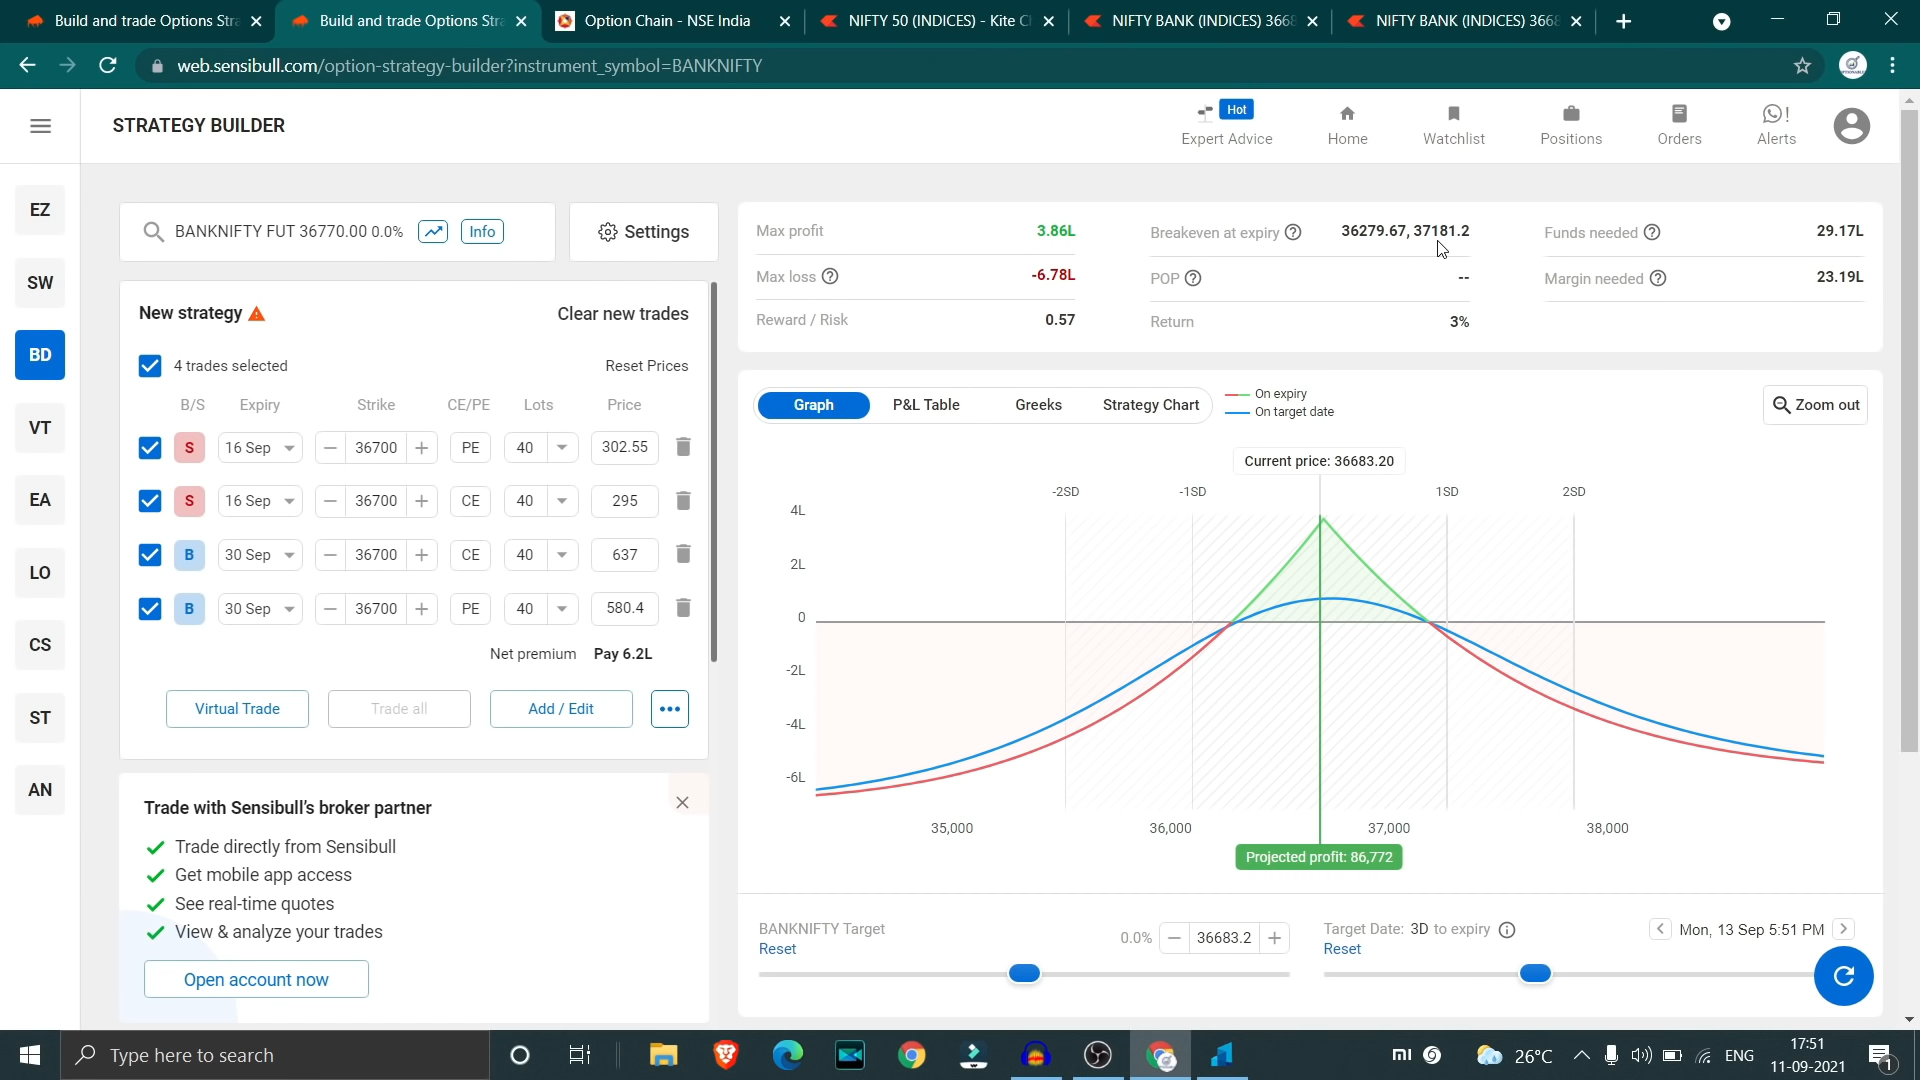 Build and trade Options Stra
Build and trade Options Stra
Option Chain - NSE India
NIFTY 50 (INDICES) - Kite C
NIFTY BANK (INDICES) 3668
NIFTY BANK (INDICES) 3668
web.sensibull.com/option-strategy-builder?instrument_symbol=BANKNIFTY
STRATEGY BUILDER
Hot
Expert Advice
Home
Watchlist
Positions
Orders
Alerts
EZ
SW
BD
VT
EA
LO
CS
ST
AN
BANKNIFTY FUT 36770.00 0.0%
Info
Settings
New strategy
Clear new trades
4 trades selected
Reset Prices
B/S Expiry Strike CE/PE Lots Price
S 16 Sep 36700 PE 40 302.55
S 16 Sep 36700 CE 40 295
B 30 Sep 36700 CE 40 637
B 30 Sep 36700 PE 40 580.4
Net premium Pay 6.2L
Virtual Trade
Trade all
Add / Edit
Trade with Sensibull's broker partner
Trade directly from Sensibull
Get mobile app access
See real-time quotes
View & analyze your trades
Open account now
Max profit 3.86L
Max loss -6.78L
Reward / Risk 0.57
Breakeven at expiry 36279.67, 37181.2
POP --
Return 3%
Funds needed 29.17L
Margin needed 23.19L
Graph
P&L Table
Greeks
Strategy Chart
On expiry
On target date
Zoom out
Current price: 36683.20
-2SD -1SD 1SD 2SD
4L
2L
0
-2L
-4L
-6L
35,000 36,000 37,000 38,000
Projected profit: 86,772
BANKNIFTY Target
Reset
0.0% 36683.2
Target Date: 3D to expiry
Reset
Mon, 13 Sep 5:51 PM
Type here to search
26°C
ENG
17:51
11-09-2021
1